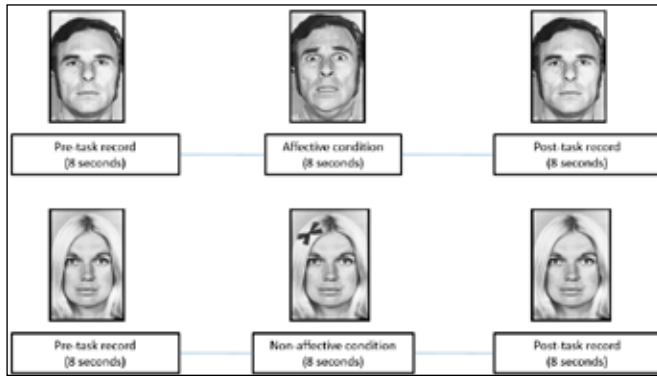 Pre-task record
(8 seconds)
Affective condition
(8 seconds)
Post-task record
(8 seconds)
Pre-task record
(8 seconds)
Non-affective condition
(8 seconds)
Post-task record
(8 seconds)